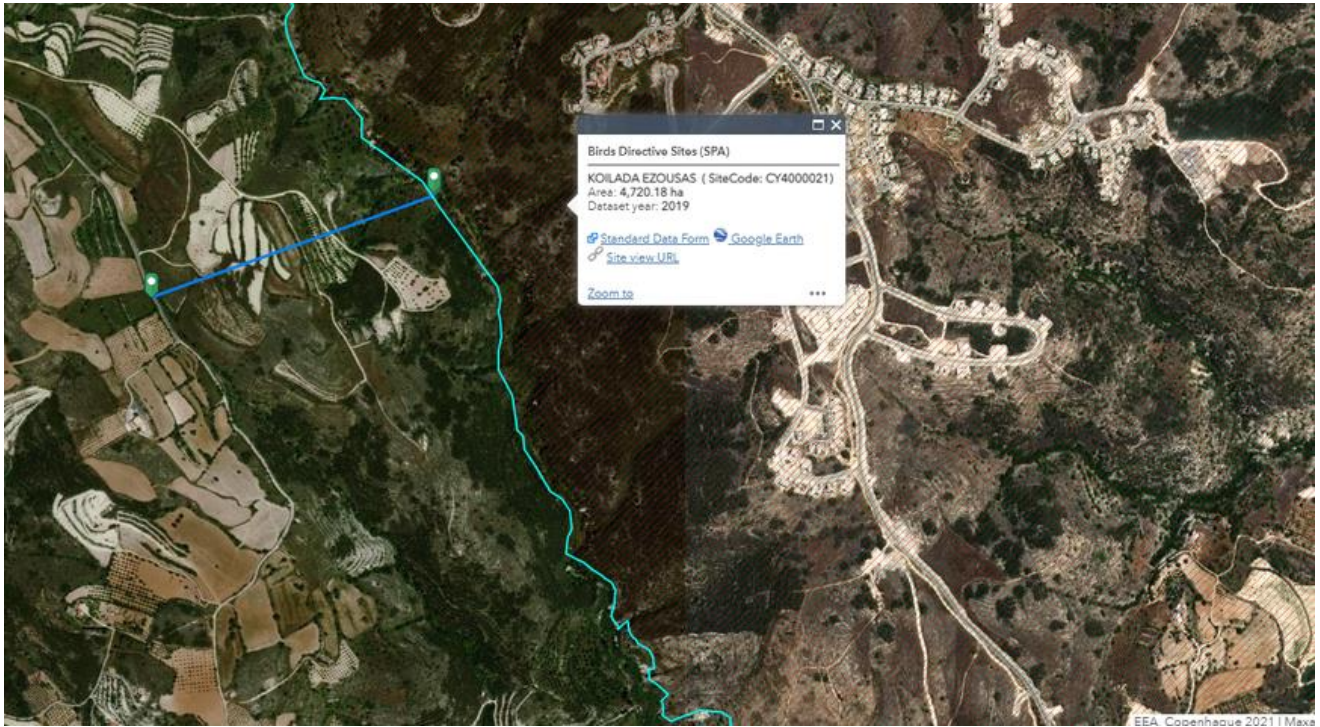 Birds Directive Sites (SPA)
KOILADA EZOUSAS ( SiteCode: CY4000021)
Area: 4,720.18 ha
Dataset year: 2019
Standard Data Form Google Earth
Site view URL
Zoom to
EEA, Copenhague 2021 | Maxa